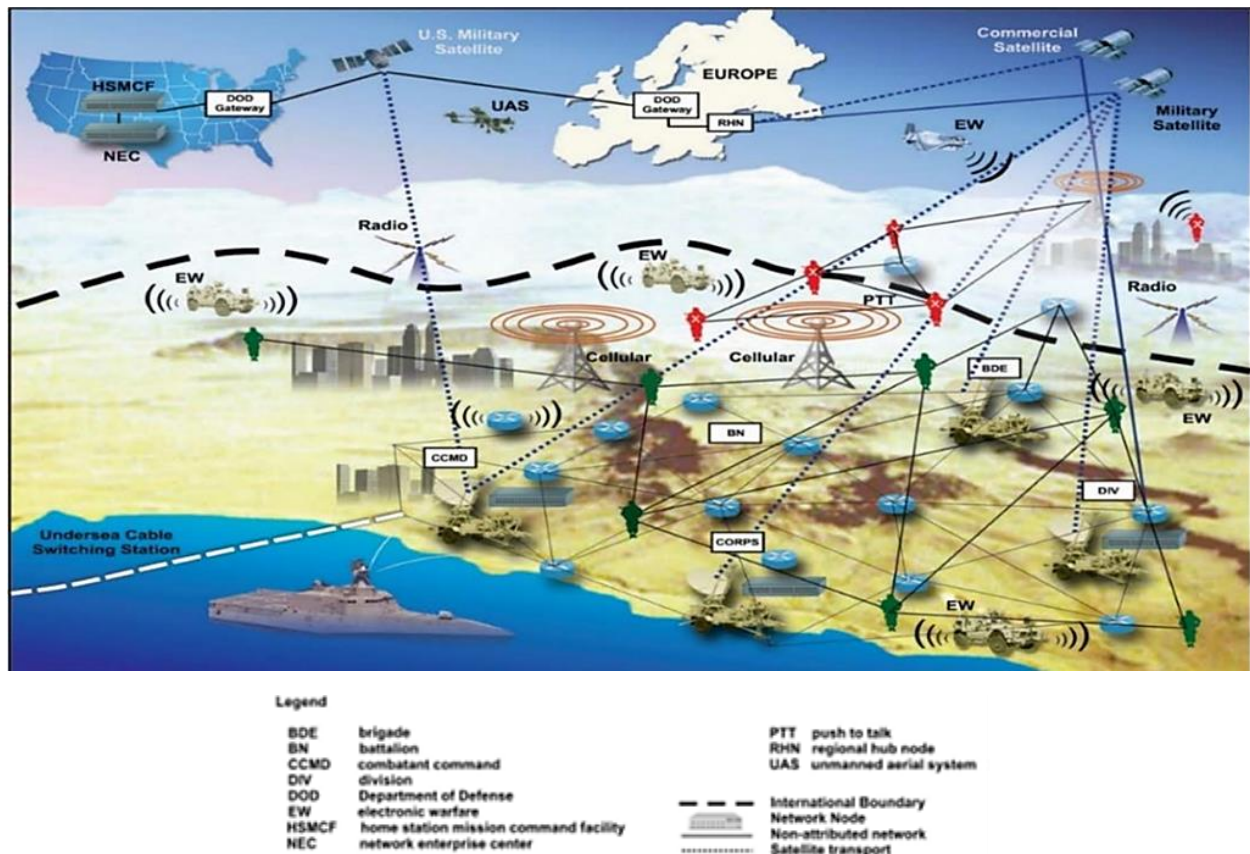 U.S. Military
Satellite
Commercial
Satellite
HSMCF
DOD
Gateway
NEC
UAS
EUROPE
DOD
Gateway
RHN
EW
Military
Satellite
Radio
EW
EW
PTT
Radio
Cellular
Cellular
BDE
EW
BN
CCMD
DIV
Undersea Cable
Switching Station
CORPS
EW
Legend
BDE brigade
BN battalion
CCMD combatant command
DIV division
DOD Department of Defense
EW electronic warfare
HSMCF home station mission command facility
NEC network enterprise center
PTT push to talk
RHN regional hub node
UAS unmanned aerial system
International Boundary
Network Node
Non-attributed network
Satellite transport